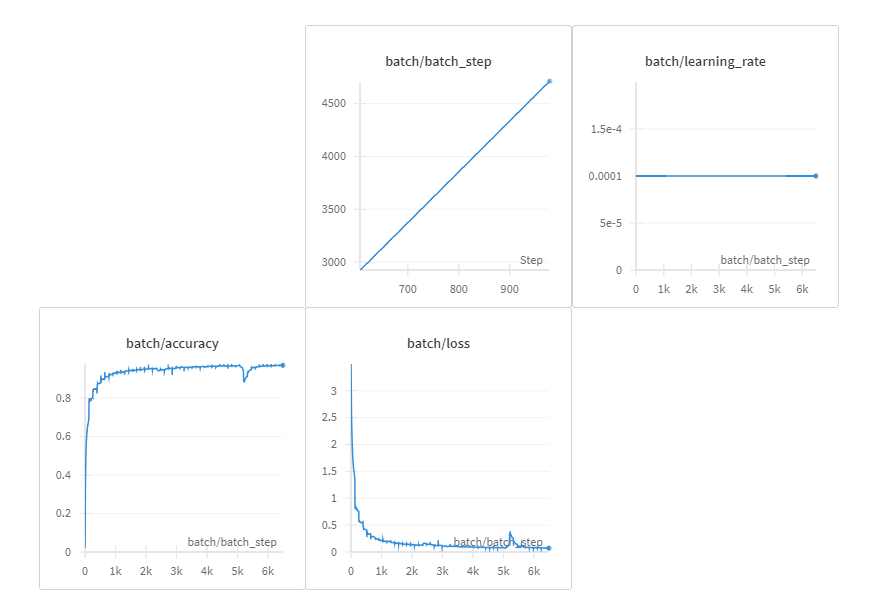 batch/batch_step
4500
4000
3500
3000
Step
700 800 900
batch/learning_rate
1.5e-4
0.0001
5e-5
0
batch/batch_step
0 1k 2k 3k 4k 5k 6k
batch/accuracy
0.8
0.6
0.4
0.2
0
batch/batch_step
0 1k 2k 3k 4k 5k 6k
batch/loss
3
2.5
2
1.5
1
0.5
0
batch/batch_step
0 1k 2k 3k 4k 5k 6k